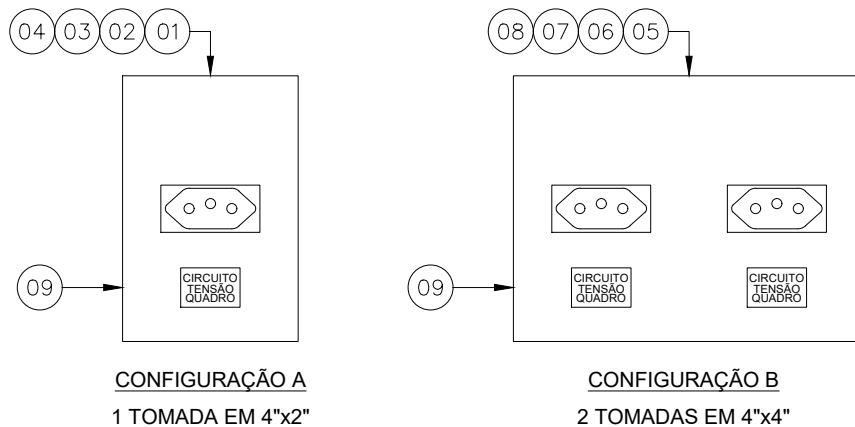 04 03 02 01
08 07 06 05
09
CIRCUITO
TENSÃO
QUADRO
09
CIRCUITO
TENSÃO
QUADRO
CIRCUITO
TENSÃO
QUADRO
CONFIGURAÇÃO A
1 TOMADA EM 4"x2"
CONFIGURAÇÃO B
2 TOMADAS EM 4"x4"